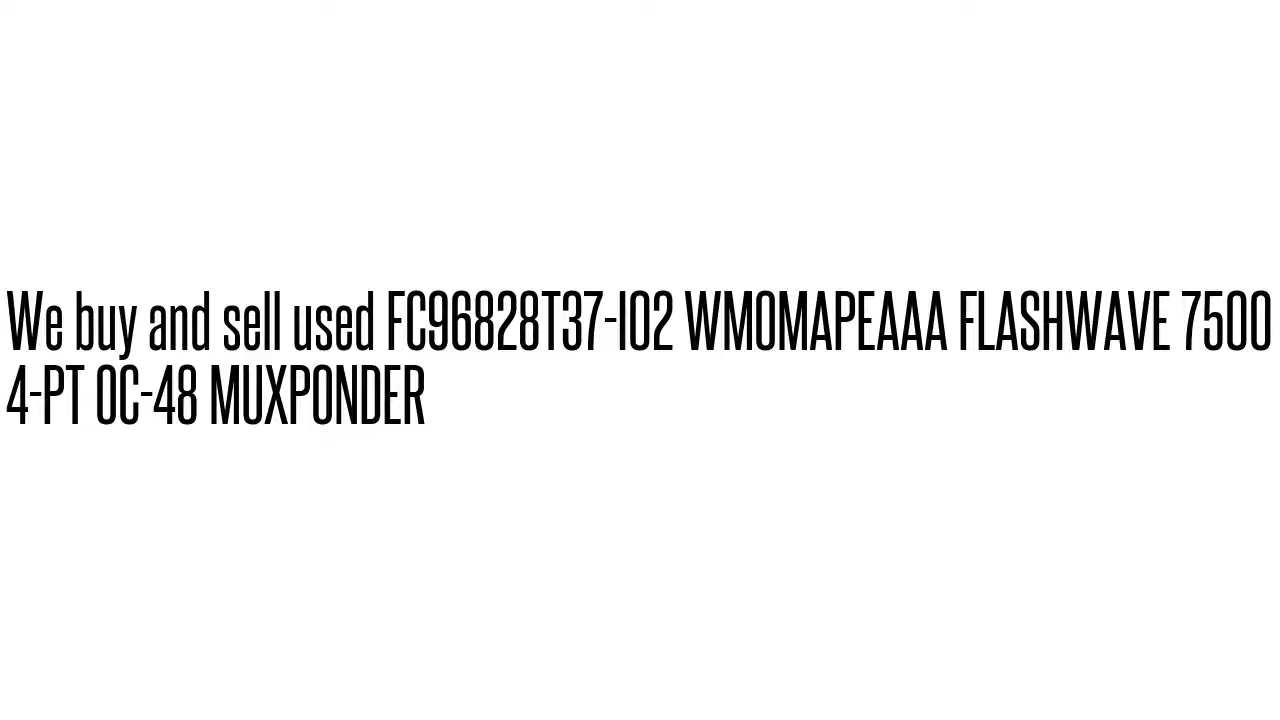 We buy and sell used FC96828T37-I02 WMOMAPEAAA FLASHWAVE 7500
4-PT OC-48 MUXPONDER